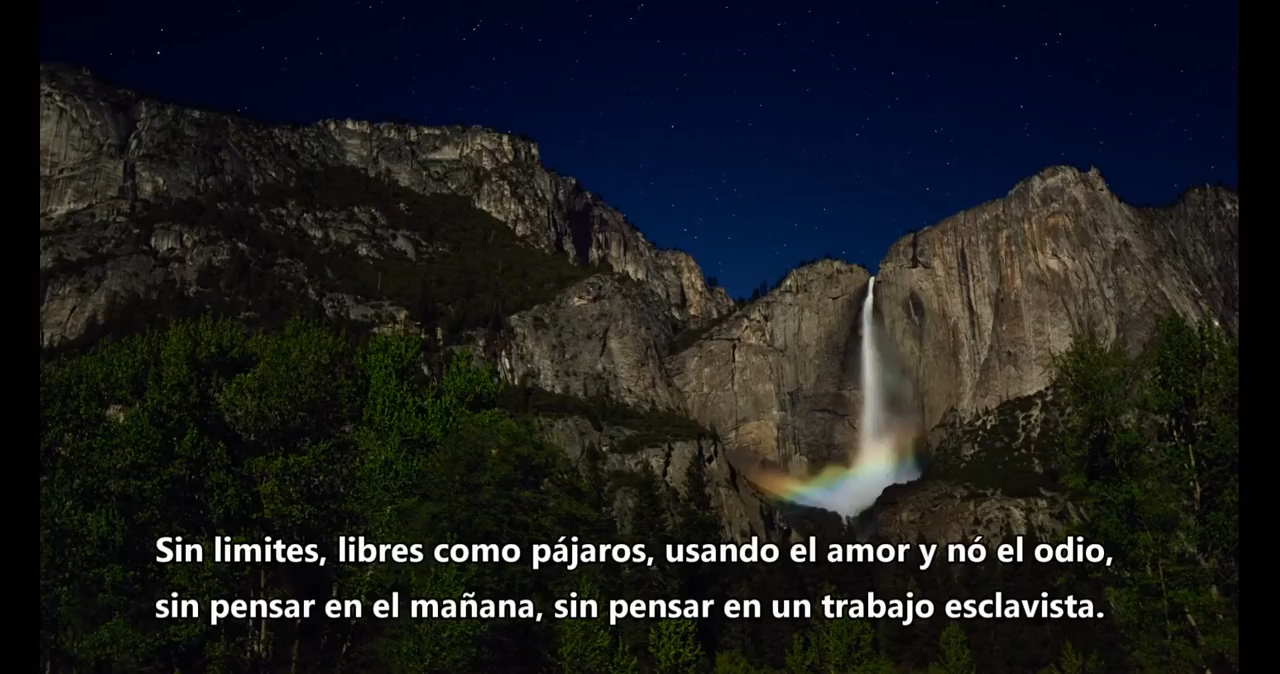 Sin limites, libres como pájaros, usando el amor y nó el odio,
sin pensar en el mañana, sin pensar en un trabajo esclavista.